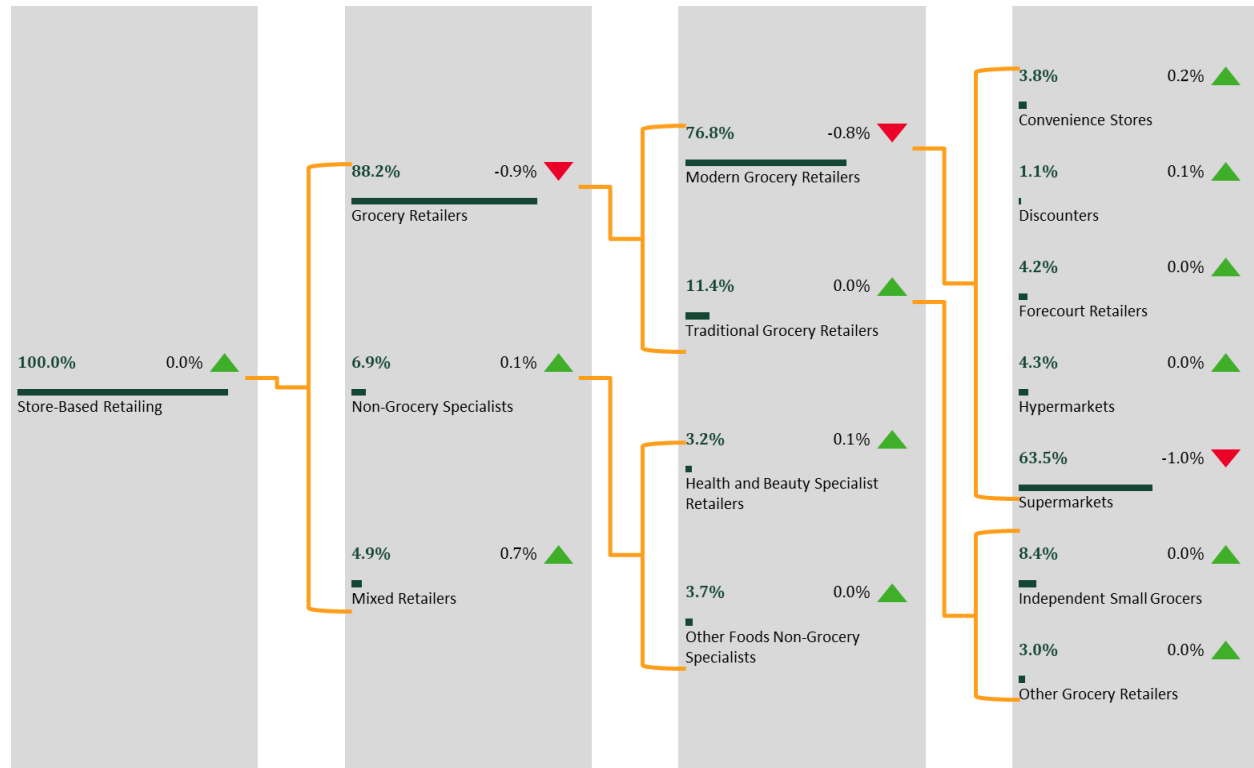 100.0% 0.0%
Store-Based Retailing
88.2% -0.9%
Grocery Retailers
6.9% 0.1%
Non-Grocery Specialists
4.9% 0.7%
Mixed Retailers
76.8% -0.8%
Modern Grocery Retailers
11.4% 0.0%
Traditional Grocery Retailers
3.2% 0.1%
Health and Beauty Specialist
Retailers
3.7% 0.0%
Other Foods Non-Grocery
Specialists
3.8% 0.2%
Convenience Stores
1.1% 0.1%
Discounters
4.2% 0.0%
Forecourt Retailers
4.3% 0.0%
Hypermarkets
63.5% -1.0%
Supermarkets
8.4% 0.0%
Independent Small Grocers
3.0% 0.0%
Other Grocery Retailers